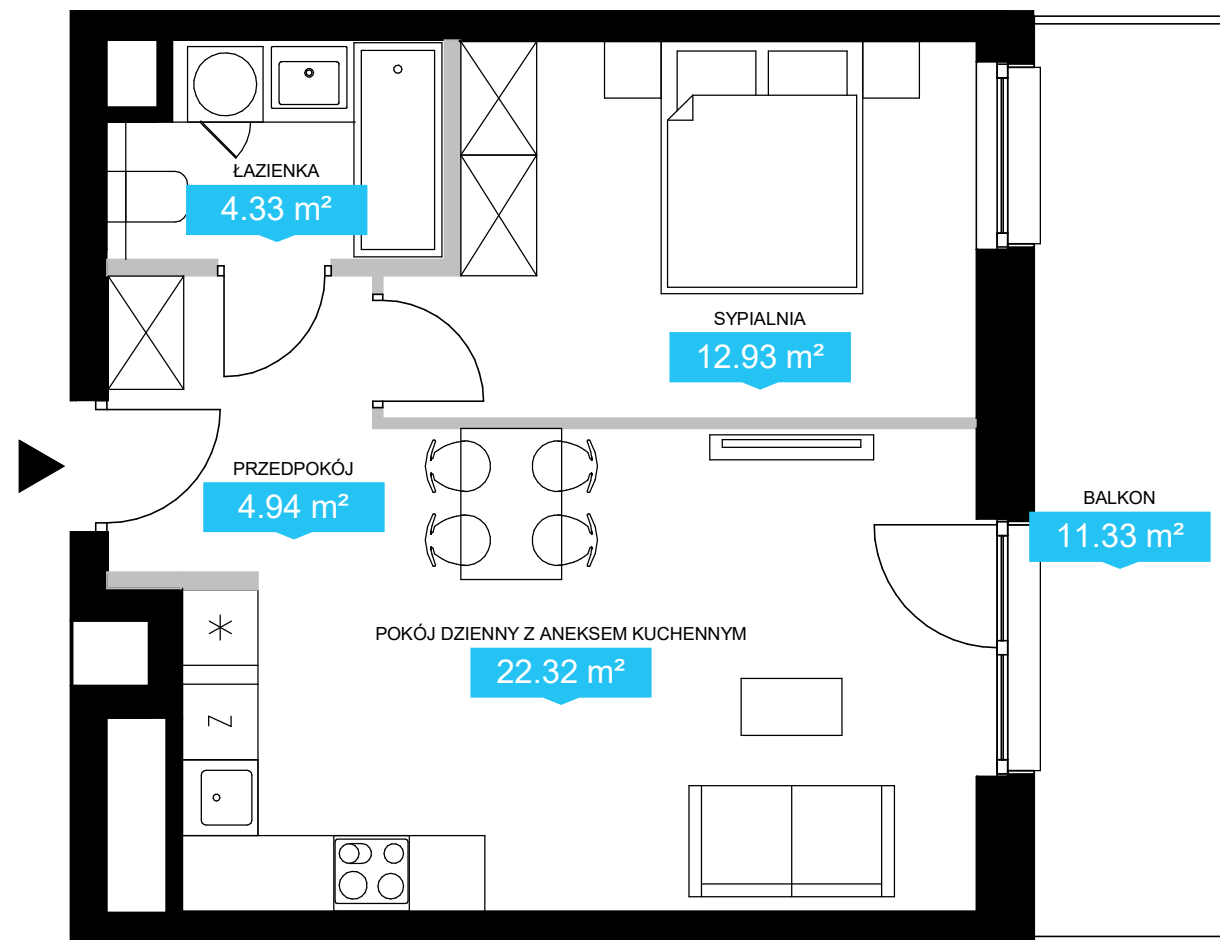 ŁAZIENKA
4.33 m²
SYPIALNIA
12.93 m²
PRZEDPOKÓJ
4.94 m²
BALKON
11.33 m²
POKÓJ DZIENNY Z ANEKSEM KUCHENNYM
22.32 m²
Z